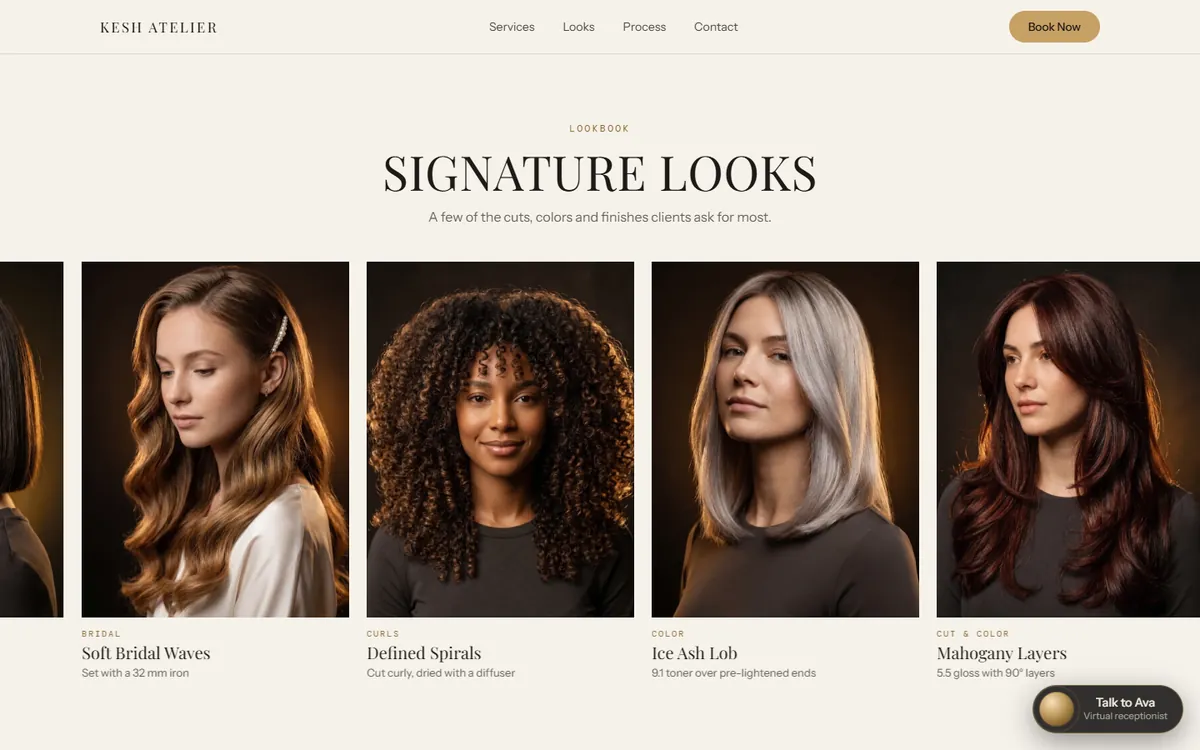 KESH ATELIER
Services
Looks
Process
Contact
Book Now
LOOKBOOK
SIGNATURE LOOKS
A few of the cuts, colors and finishes clients ask for most.
BRIDAL
Soft Bridal Waves
Set with a 32 mm iron
CURLS
Defined Spirals
Cut curly, dried with a diffuser
COLOR
Ice Ash Lob
9.1 toner over pre-lightened ends
CUT & COLOR
Mahogany Layers
5.5 gloss with 90° layers
Talk to Ava
Virtual receptionist